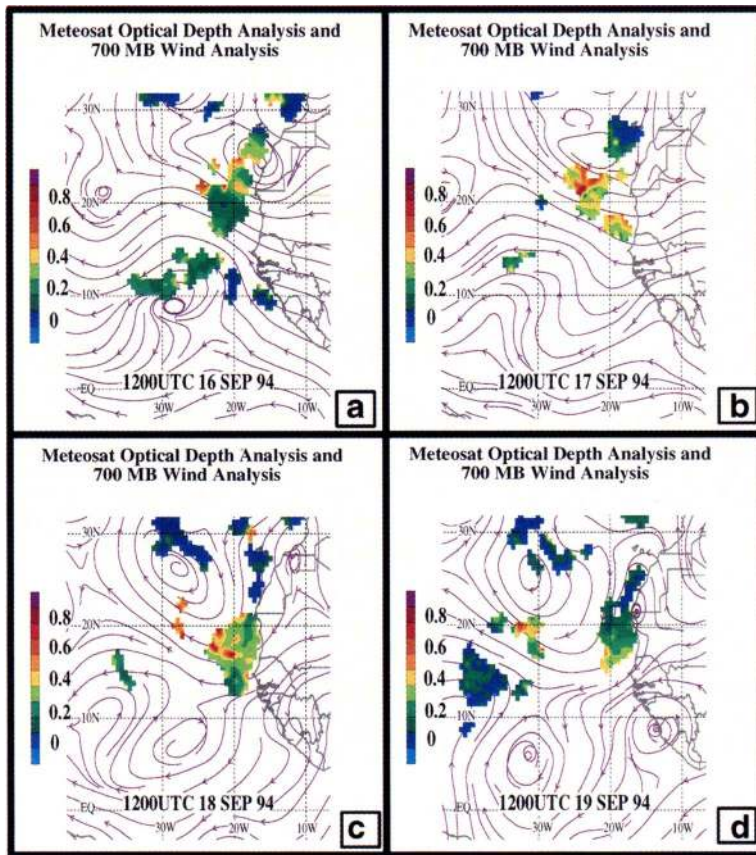 Meteosat Optical Depth Analysis and
700 MB Wind Analysis
30N
0.8
0.6
20N
0.4
0.2
10N
0
EQ
1200UTC 16 SEP 94
30W
20W
10W
a
Meteosat Optical Depth Analysis and
700 MB Wind Analysis
30N
0.8
0.6
20N
0.4
0.2
10N
0
EQ
1200UTC 17 SEP 94
30W
20W
10W
b
Meteosat Optical Depth Analysis and
700 MB Wind Analysis
30N
0.8
0.6
20N
0.4
0.2
10N
0
EQ
1200UTC 18 SEP 94
30W
20W
10W
c
Meteosat Optical Depth Analysis and
700 MB Wind Analysis
30N
0.8
0.6
20N
0.4
0.2
10N
0
EQ
1200UTC 19 SEP 94
30W
20W
10W
d